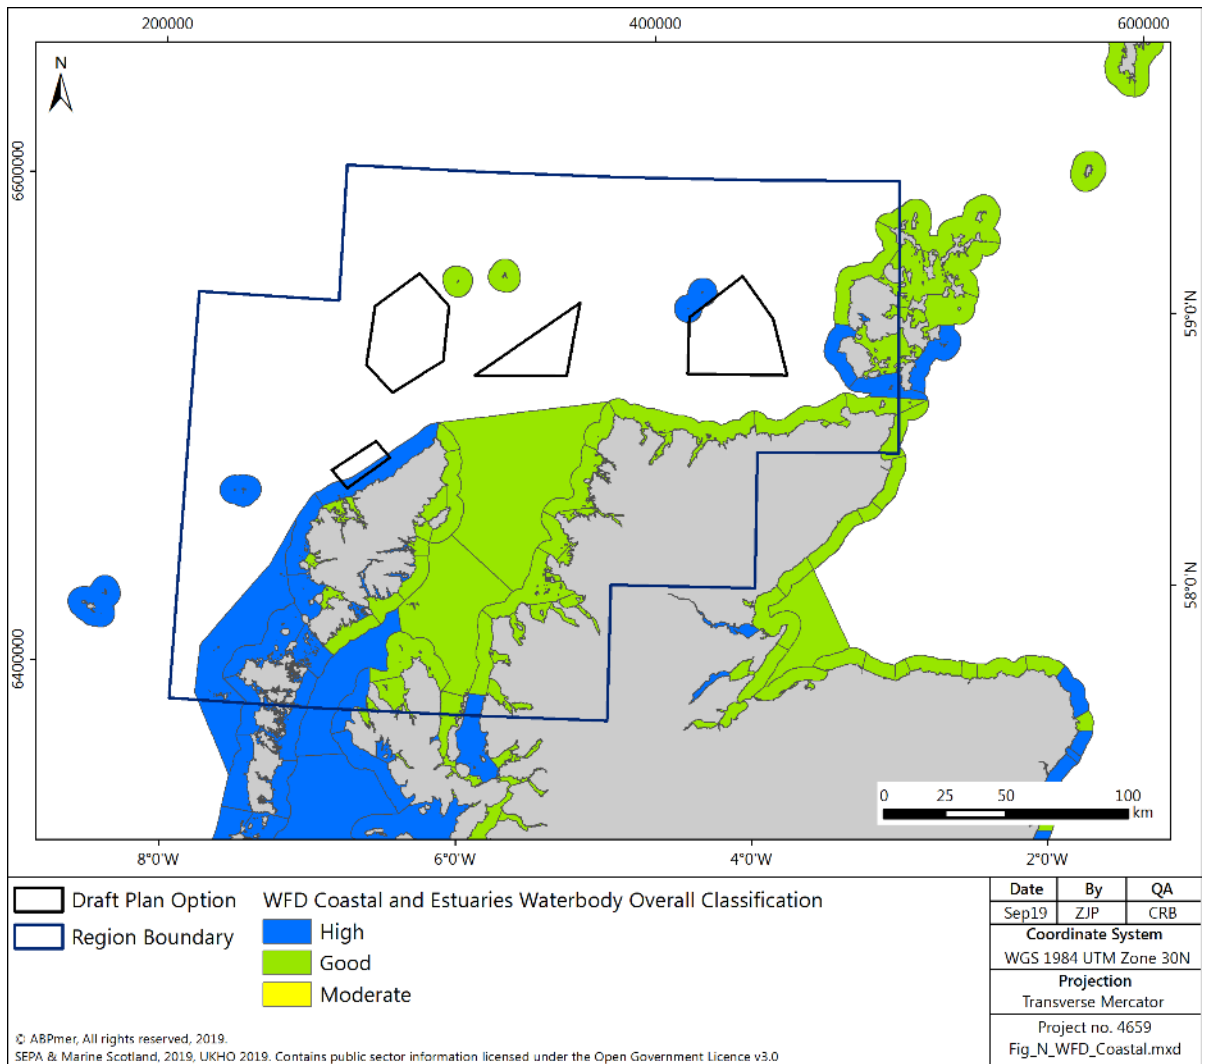 200000 400000 600000
N
6600000
6400000
59°0'N
58°0'N
0 25 50 100
km
8°0'W 6°0'W 4°0'W 2°0'W
Draft Plan Option
Region Boundary
WFD Coastal and Estuaries Waterbody Overall Classification
High
Good
Moderate
Date By QA
Sep19 ZJP CRB
Coordinate System
WGS 1984 UTM Zone 30N
Projection
Transverse Mercator
Project no. 4659
Fig_N_WFD_Coastal.mxd
© ABPmer, All rights reserved, 2019.
SEPA & Marine Scotland, 2019, UKHO 2019. Contains public sector information licensed under the Open Government Licence v3.0